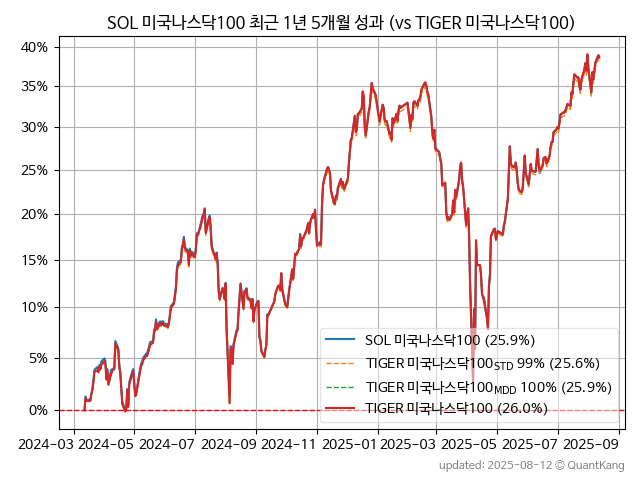 SOL 미국나스닥100 최근 1년 5개월 성과 (vs TIGER 미국나스닥100)
40%
35%
30%
25%
20%
15%
10%
5%
0%
SOL 미국나스닥100 (25.9%)
TIGER 미국나스닥100STD 99% (25.6%)
TIGER 미국나스닥100MDD 100% (25.9%)
TIGER 미국나스닥100 (26.0%)
2024-03 2024-05 2024-07 2024-09 2024-11 2025-01 2025-03 2025-05 2025-07 2025-09
updated: 2025-08-12 © QuantKang